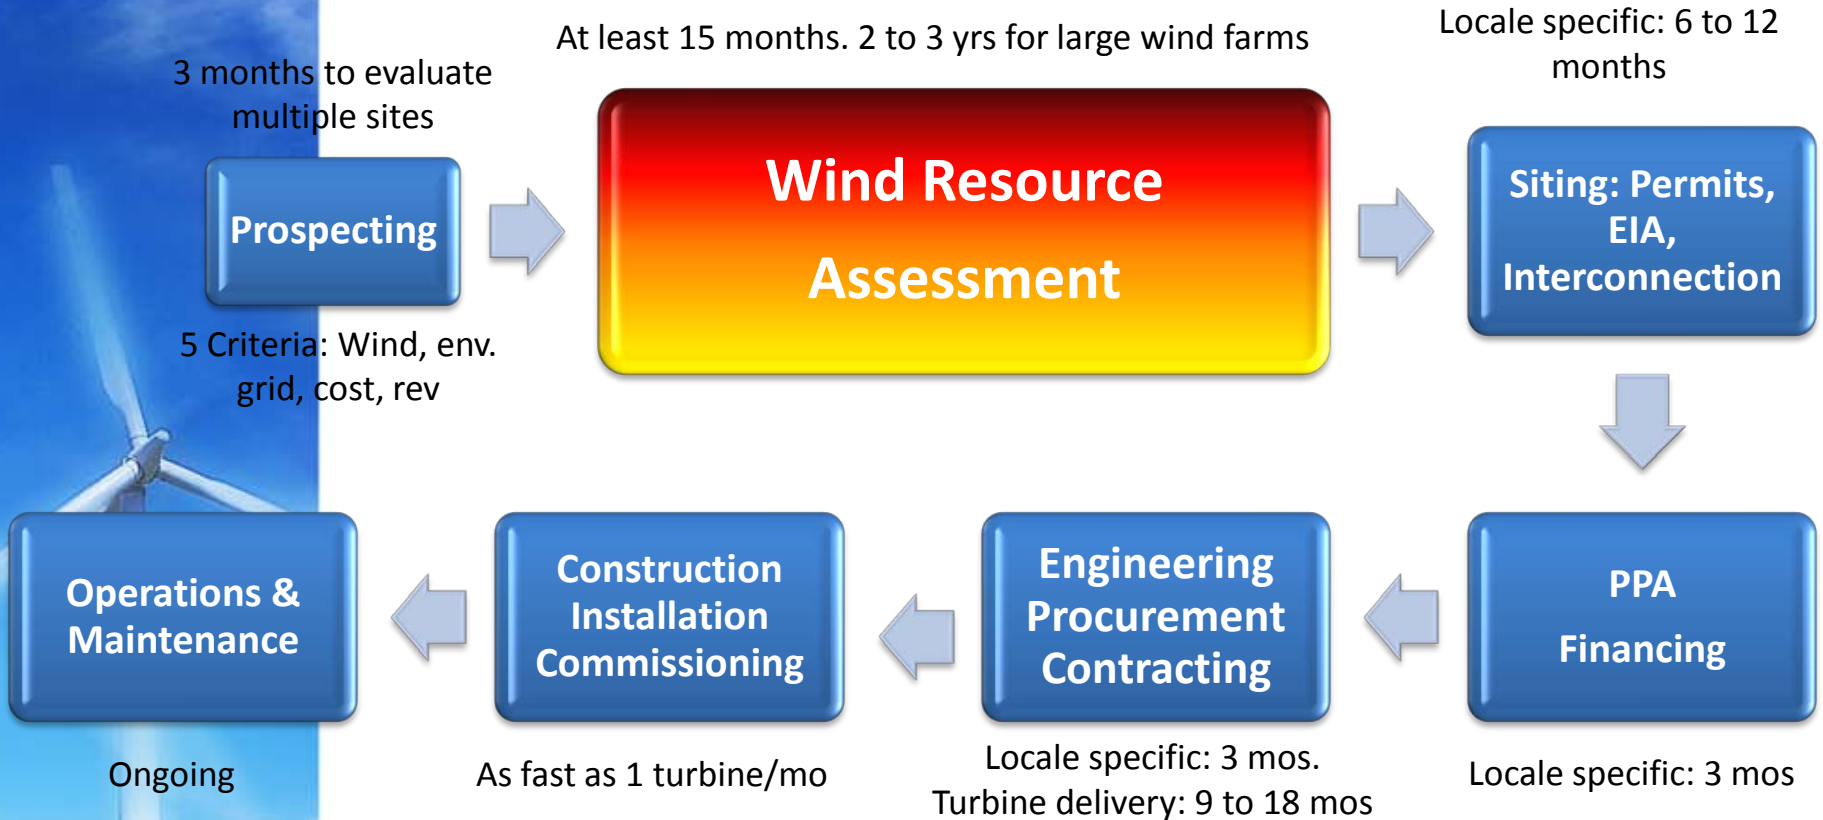 3 months to evaluate
multiple sites
Prospecting
5 Criteria: Wind, env.
grid, cost, rev
At least 15 months. 2 to 3 yrs for large wind farms
Wind Resource
Assessment
Locale specific: 6 to 12
months
Siting: Permits,
EIA,
Interconnection
PPA
Financing
Locale specific: 3 mos
Engineering
Procurement
Contracting
Locale specific: 3 mos.
Turbine delivery: 9 to 18 mos
Construction
Installation
Commissioning
As fast as 1 turbine/mo
Operations &
Maintenance
Ongoing